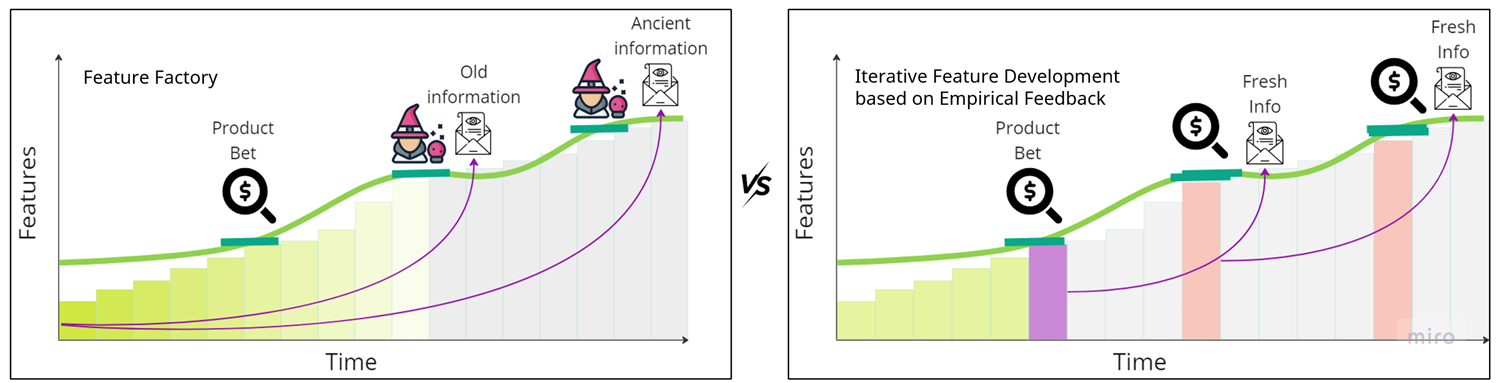 Feature Factory
Product
Bet
$
Old
information
Ancient
information
Features
Time
VS
Iterative Feature Development
based on Empirical Feedback
Product
Bet
$
$
Fresh
Info
$
Fresh
Info
Features
Time
miro